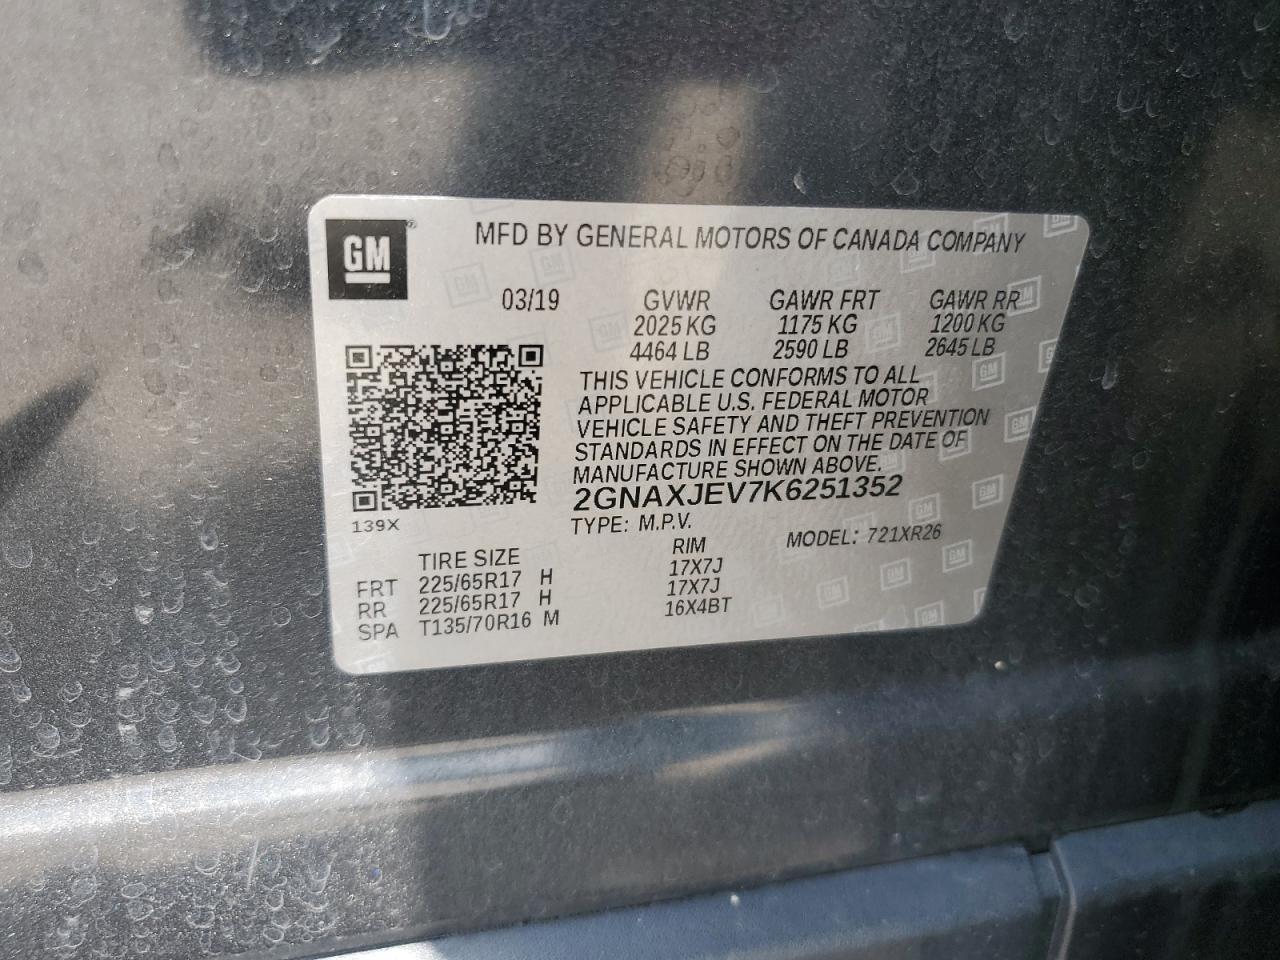 GM
MFD BY GENERAL MOTORS OF CANADA COMPANY
03/19 GVWR GAWR FRT GAWR RR
2025 KG 1175 KG 1200 KG
4464 LB 2590 LB 2645 LB
THIS VEHICLE CONFORMS TO ALL
APPLICABLE U.S. FEDERAL MOTOR
VEHICLE SAFETY AND THEFT PREVENTION
STANDARDS IN EFFECT ON THE DATE OF
MANUFACTURE SHOWN ABOVE.
2GNAXJEV7K6251352
139X TYPE: M.P.V. MODEL: 721XR26
TIRE SIZE RIM
FRT 225/65R17 H 17X7J
RR 225/65R17 H 17X7J
SPA T135/70R16 M 16X4BT